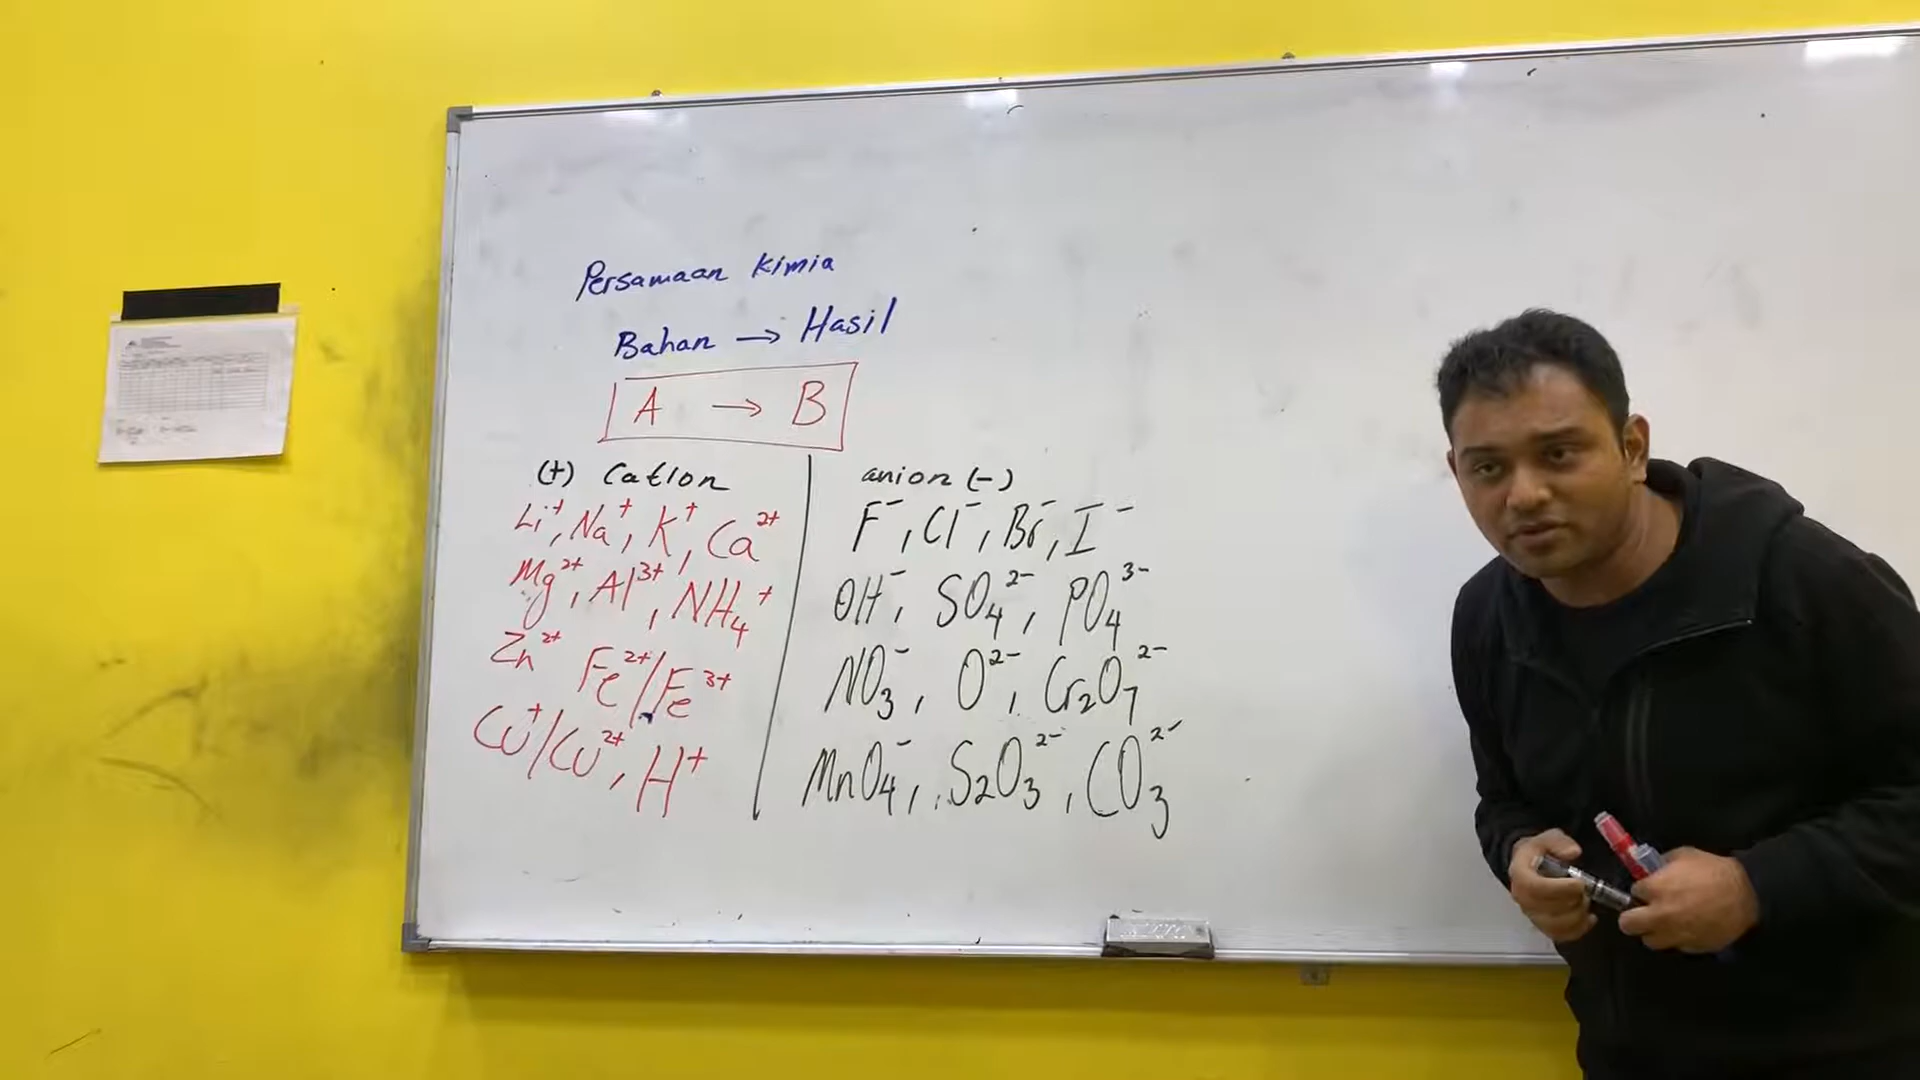 Persamaan Kimia
Bahan → Hasil
A → B
(+) Cation
Li⁺, Na⁺, K⁺, Ca²⁺
Mg²⁺, Al³⁺, NH₄⁺
Zn²⁺ Fe²⁺/Fe³⁺
Cu⁺/Cu²⁺, H⁺
anion (-)
F⁻, Cl⁻, Br⁻, I⁻
OH⁻, SO₄²⁻, PO₄³⁻
NO₃⁻, O²⁻, Cr₂O₇²⁻
MnO₄⁻, S₂O₃²⁻, CO₃²⁻